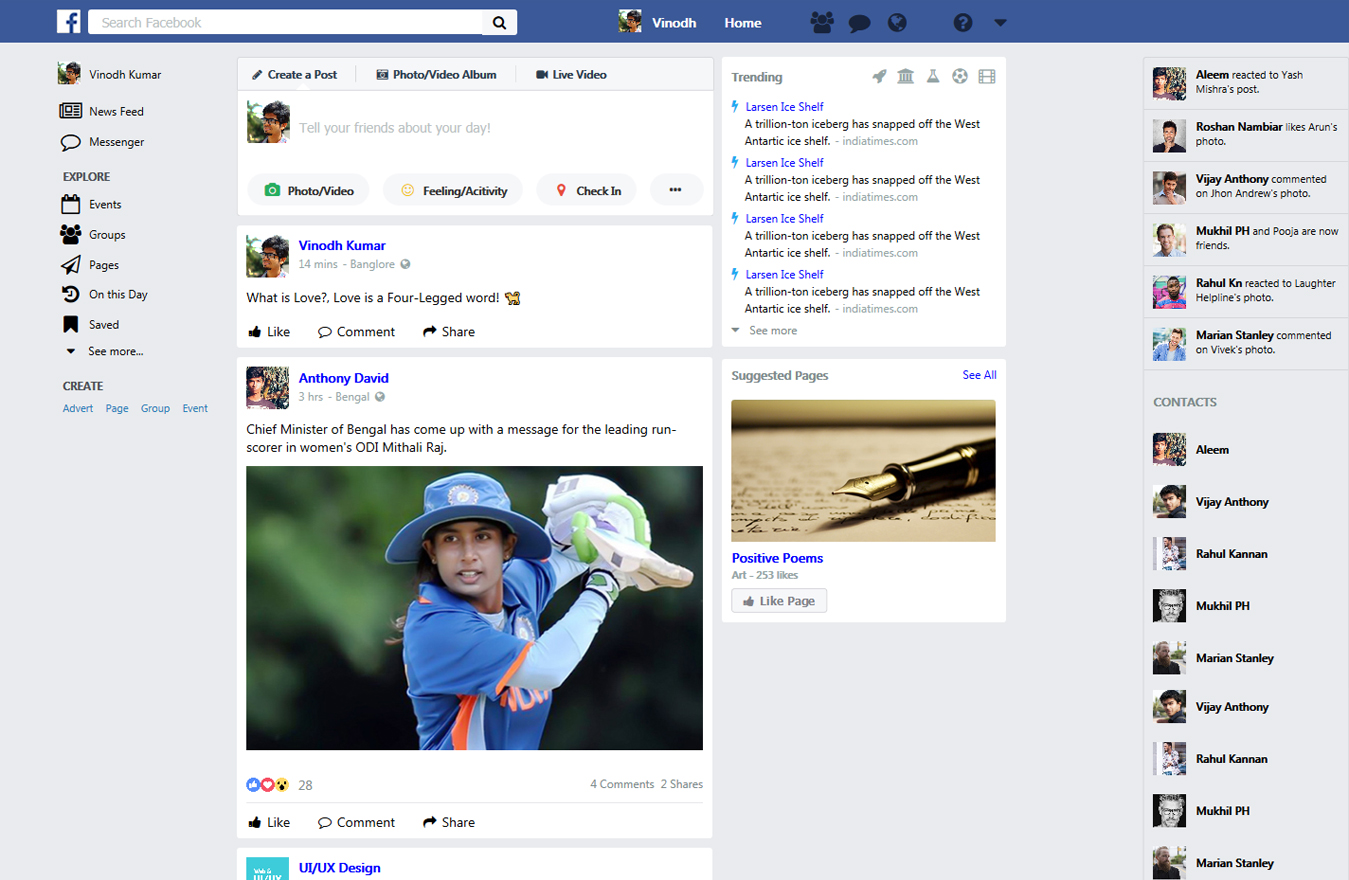 f
Search Facebook
Vinodh
Home
Vinodh Kumar
News Feed
Messenger
EXPLORE
Events
Groups
Pages
On this Day
Saved
See more...
CREATE
Advert Page Group Event
Create a Post
Photo/Video Album
Live Video
Tell your friends about your day!
Photo/Video
Feeling/Acitivity
Check In
Vinodh Kumar
14 mins - Banglore
What is Love?, Love is a Four-Legged word!
Like Comment Share
Anthony David
3 hrs - Bengal
Chief Minister of Bengal has come up with a message for the leading run-
scorer in women's ODI Mithali Raj.
28
4 Comments 2 Shares
Like Comment Share
Web &
UI/UX
UI/UX Design
Trending
Larsen Ice Shelf
A trillion-ton iceberg has snapped off the West
Antartic ice shelf. - indiatimes.com
Larsen Ice Shelf
A trillion-ton iceberg has snapped off the West
Antartic ice shelf. - indiatimes.com
Larsen Ice Shelf
A trillion-ton iceberg has snapped off the West
Antartic ice shelf. - indiatimes.com
Larsen Ice Shelf
A trillion-ton iceberg has snapped off the West
Antartic ice shelf. - indiatimes.com
See more
Suggested Pages
See All
Positive Poems
Art - 253 likes
Like Page
Aleem reacted to Yash
Mishra's post.
Roshan Nambiar likes Arun's
photo.
Vijay Anthony commented
on Jhon Andrew's photo.
Mukhil PH and Pooja are now
friends.
Rahul Kn reacted to Laughter
Helpline's photo.
Marian Stanley commented
on Vivek's photo.
CONTACTS
Aleem
Vijay Anthony
Rahul Kannan
Mukhil PH
Marian Stanley
Vijay Anthony
Rahul Kannan
Mukhil PH
Marian Stanley